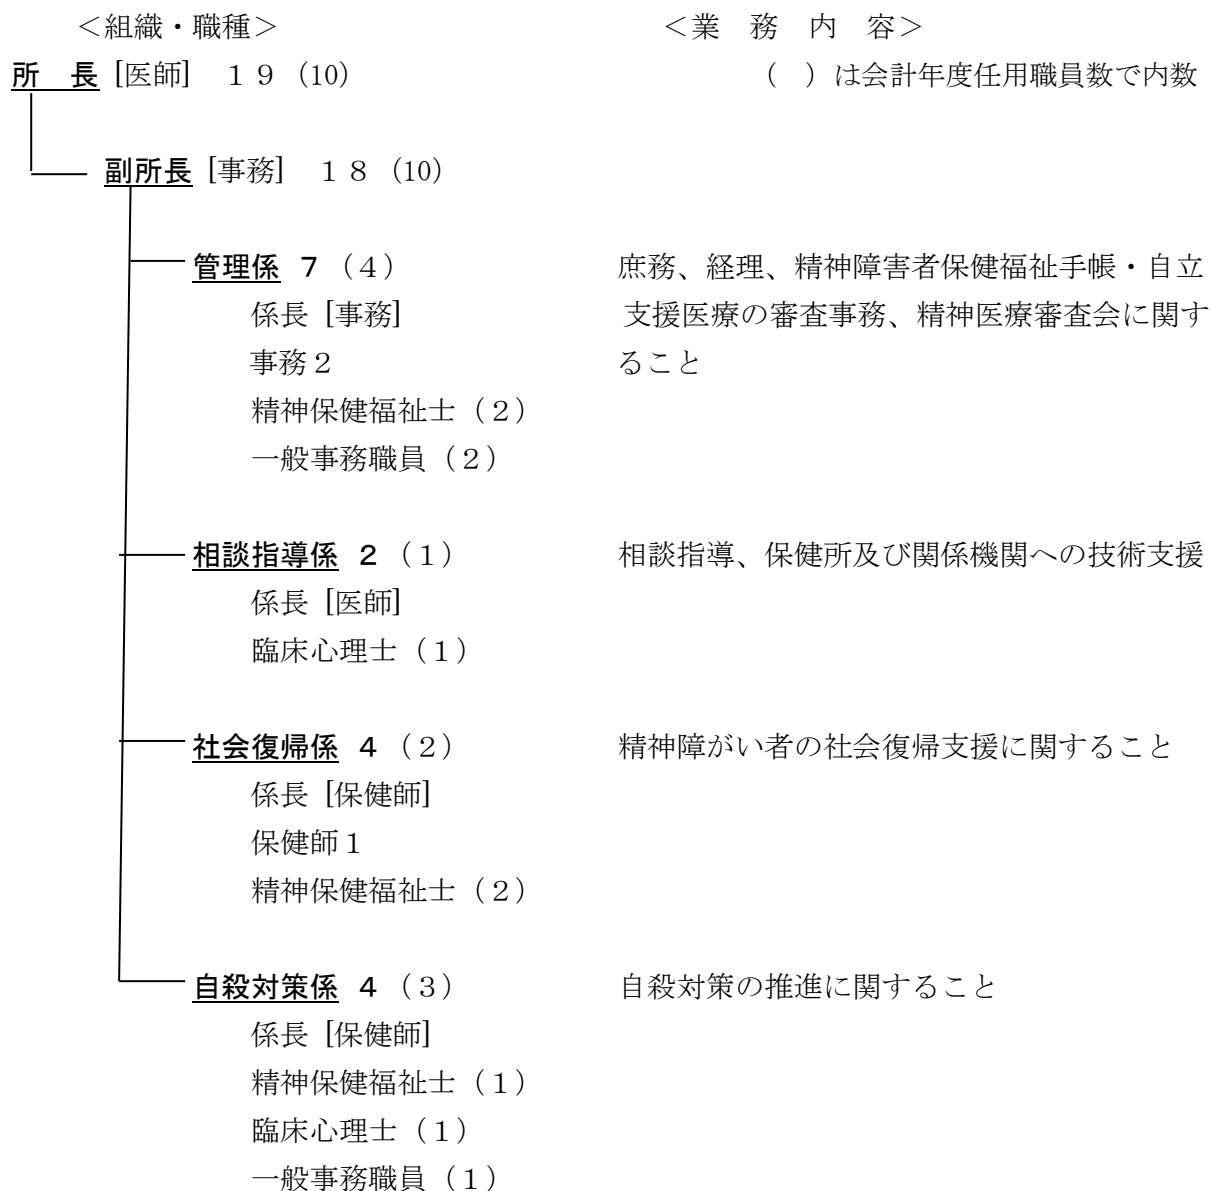 ＜組織・職種＞　＜業　務　内　容＞
所　長 [医師]　１９ (10)　（　）は会計年度任用職員数で内数
副所長 [事務]　１８ (10)
管理係　７（４）　庶務、経理、精神障害者保健福祉手帳・自立
係長 [事務]　支援医療の審査事務、精神医療審査会に関す
事務２　ること
精神保健福祉士（２）
一般事務職員（２）
相談指導係　２（１）　相談指導、保健所及び関係機関への技術支援
係長 [医師]
臨床心理士（１）
社会復帰係　４（２）　精神障がい者の社会復帰支援に関すること
係長 [保健師]
保健師１
精神保健福祉士（２）
自殺対策係　４（３）　自殺対策の推進に関すること
係長 [保健師]
精神保健福祉士（１）
臨床心理士（１）
一般事務職員（１）